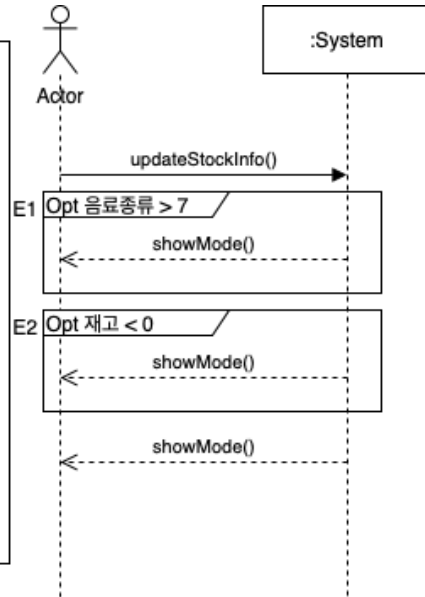 :System
Actor
updateStockInfo()
E1 Opt 음료종류 > 7
showMode()
E2 Opt 재고 < 0
showMode()
showMode()